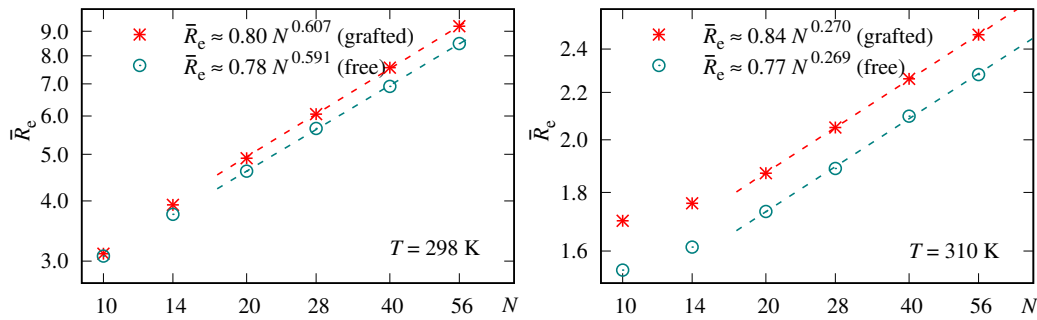 R̄e ≈ 0.80 N^0.607 (grafted)
R̄e ≈ 0.78 N^0.591 (free)
9.0
8.0
6.0
5.0
4.0
3.0
R̄e
T = 298 K
10 14 20 28 40 56 N
R̄e ≈ 0.84 N^0.270 (grafted)
R̄e ≈ 0.77 N^0.269 (free)
2.4
2.2
2.0
1.8
1.6
R̄e
T = 310 K
10 14 20 28 40 56 N